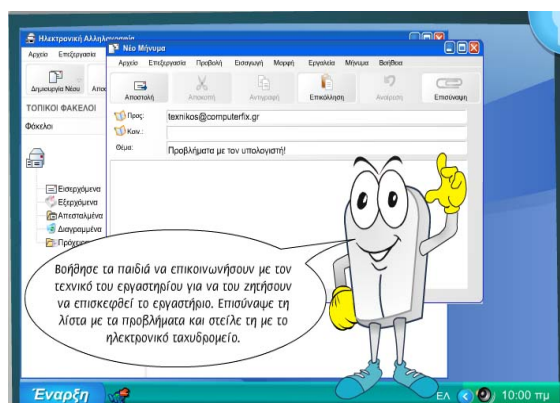 Ηλεκτρονική Αλληλογραφία
Αρχείο Επεξεργασία
Δημιουργία Νέου
ΤΟΠΙΚΟΙ ΦΑΚΕΛΟΙ
Φάκελοι
Εισερχόμενα
Εξερχόμενα
Απεσταλμένα
Διαγραμμένα
Πρόχειρα
Νέο Μήνυμα
Αρχείο Επεξεργασία Προβολή Εισαγωγή Μορφή Εργαλεία Μήνυμα Βοήθεια
Αποστολή Αποκοπή Αντιγραφή Επικόλληση Αναίρεση Επισύναψη
Προς: texnikos@computerfix.gr
Κοιν.:
Θέμα: Προβλήματα με τον υπολογιστή!
Βοήθησε τα παιδιά να επικοινωνήσουν με τον
τεχνικό του εργαστηρίου για να του ζητήσουν
να επισκεφθεί το εργαστήριο. Επισύναψε τη
λίστα με τα προβλήματα και στείλε τη με το
ηλεκτρονικό ταχυδρομείο.
Έναρξη
ΕΛ 10:00 πμ